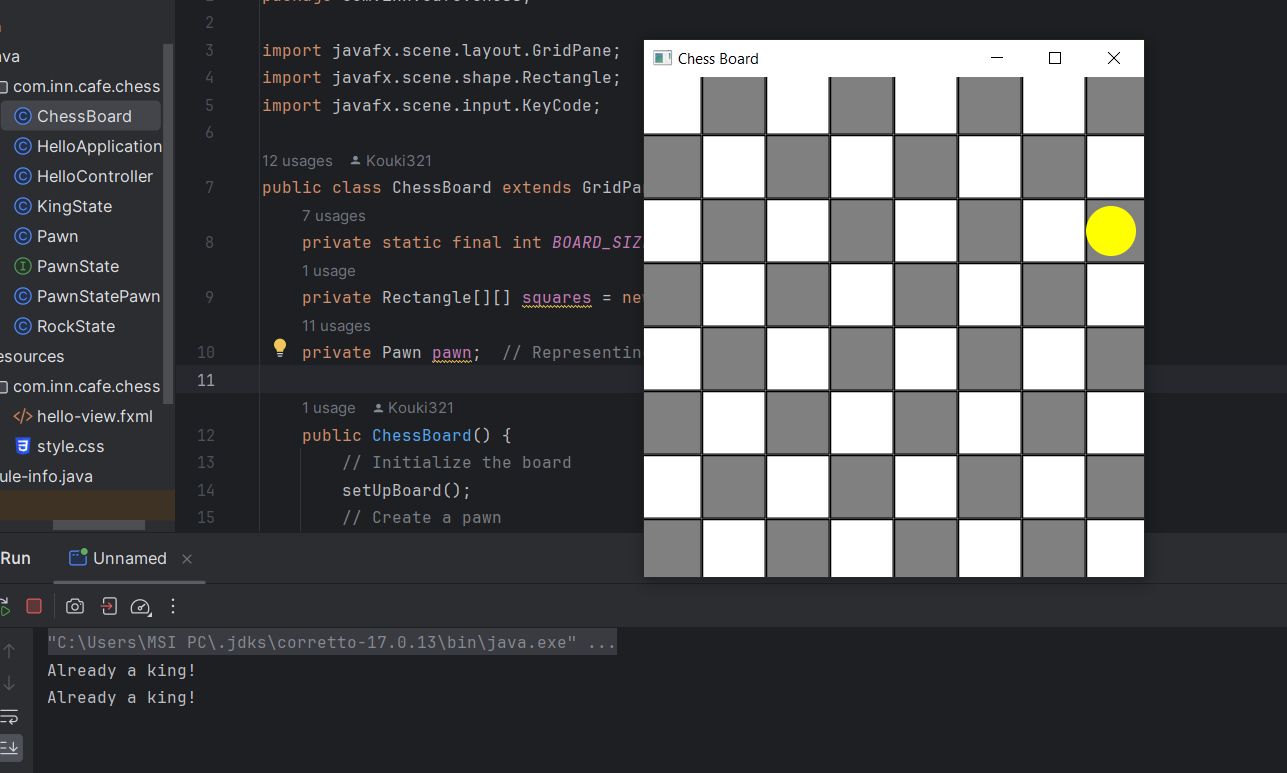 2
3 import javafx.scene.layout.GridPane;
4 import javafx.scene.shape.Rectangle;
5 import javafx.scene.input.KeyCode;
6
12 usages Kouki321
7 public class ChessBoard extends GridPa
7 usages
8 private static final int BOARD_SIZ
1 usage
9 private Rectangle[][] squares = ne
11 usages
10 private Pawn pawn; // Representin
11
1 usage Kouki321
12 public ChessBoard() {
13 // Initialize the board
14 setUpBoard();
15 // Create a pawn
ava
com.inn.cafe.chess
ChessBoard
HelloApplication
HelloController
KingState
Pawn
PawnState
PawnStatePawn
RockState
esources
com.inn.cafe.chess
hello-view.fxml
style.css
ule-info.java
Chess Board
Run Unnamed
"C:\Users\MSI PC\.jdks\corretto-17.0.13\bin\java.exe" ...
Already a king!
Already a king!